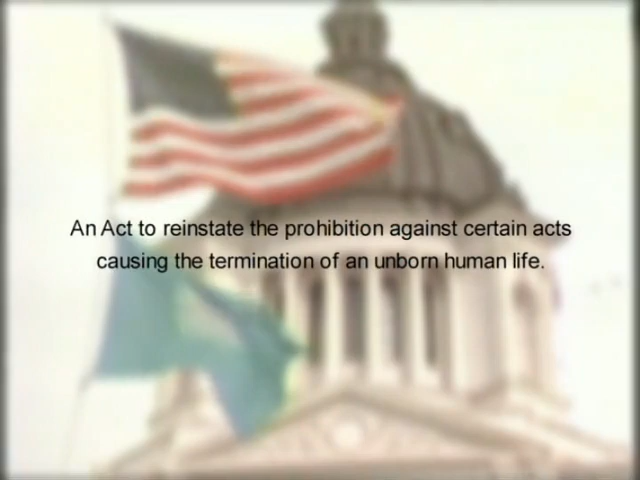 An Act to reinstate the prohibition against certain acts
causing the termination of an unborn human life.